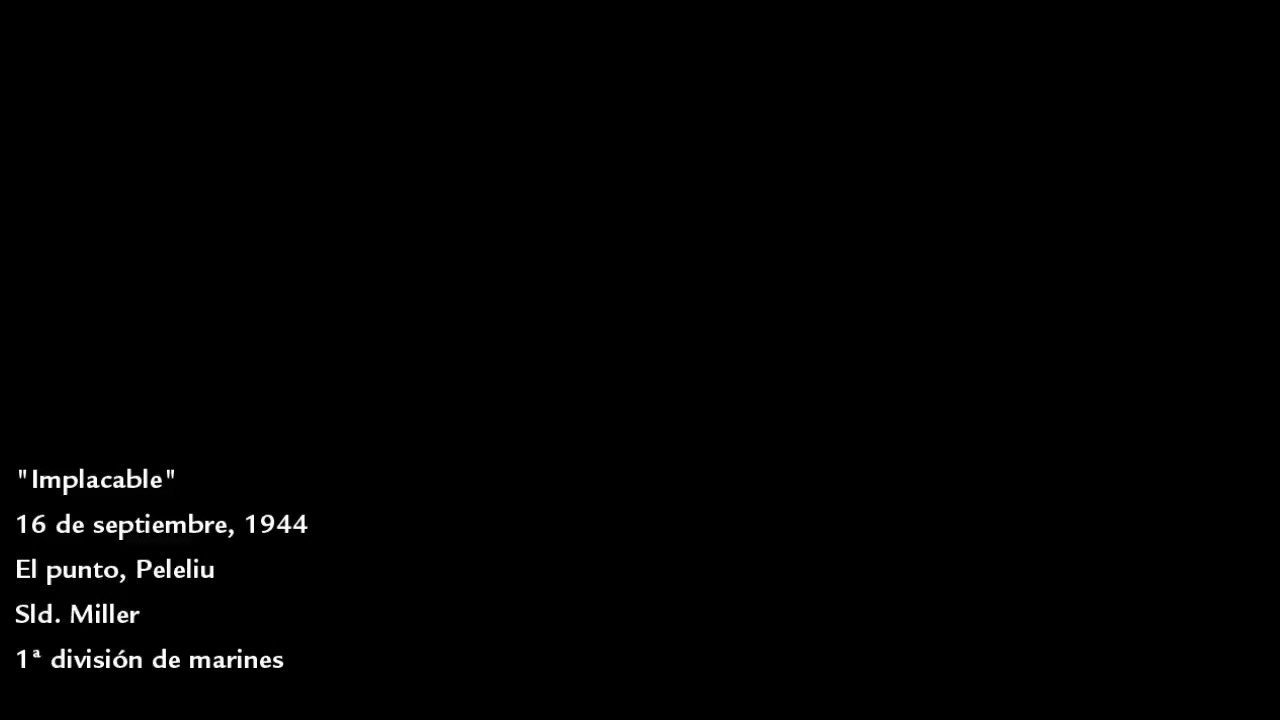 "Implacable"
16 de septiembre, 1944
El punto, Peleliu
Sld. Miller
1ª división de marines